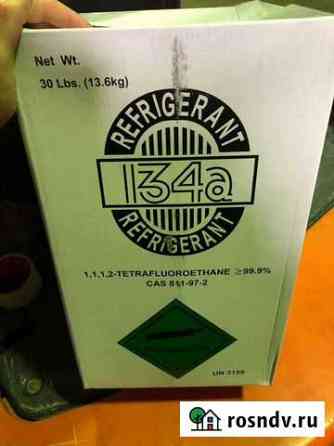 Net Wt.
30 Lbs. (13.6kg)
REFRIGERANT
134a
REFRIGERANT
1,1,1,2-TETRAFLUOROETHANE ≥99.9%
CAS 811-97-2
UN 3159
rosndv.ru